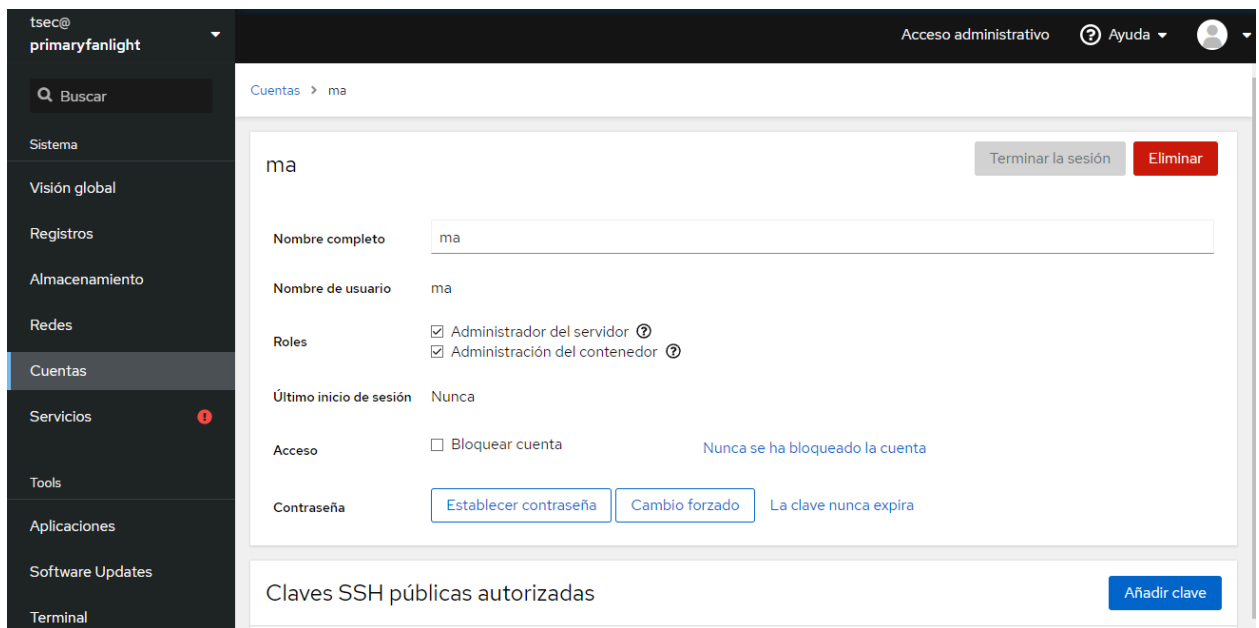 tsec@
primaryfanlight
Acceso administrativo
Ayuda
Buscar
Sistema
Visión global
Registros
Almacenamiento
Redes
Cuentas
Servicios
Tools
Aplicaciones
Software Updates
Terminal
Cuentas > ma
ma
Terminar la sesión
Eliminar
Nombre completo ma
Nombre de usuario ma
Roles
Administrador del servidor
Administración del contenedor
Último inicio de sesión Nunca
Acceso Bloquear cuenta Nunca se ha bloqueado la cuenta
Contraseña Establecer contraseña Cambio forzado La clave nunca expira
Claves SSH públicas autorizadas
Añadir clave